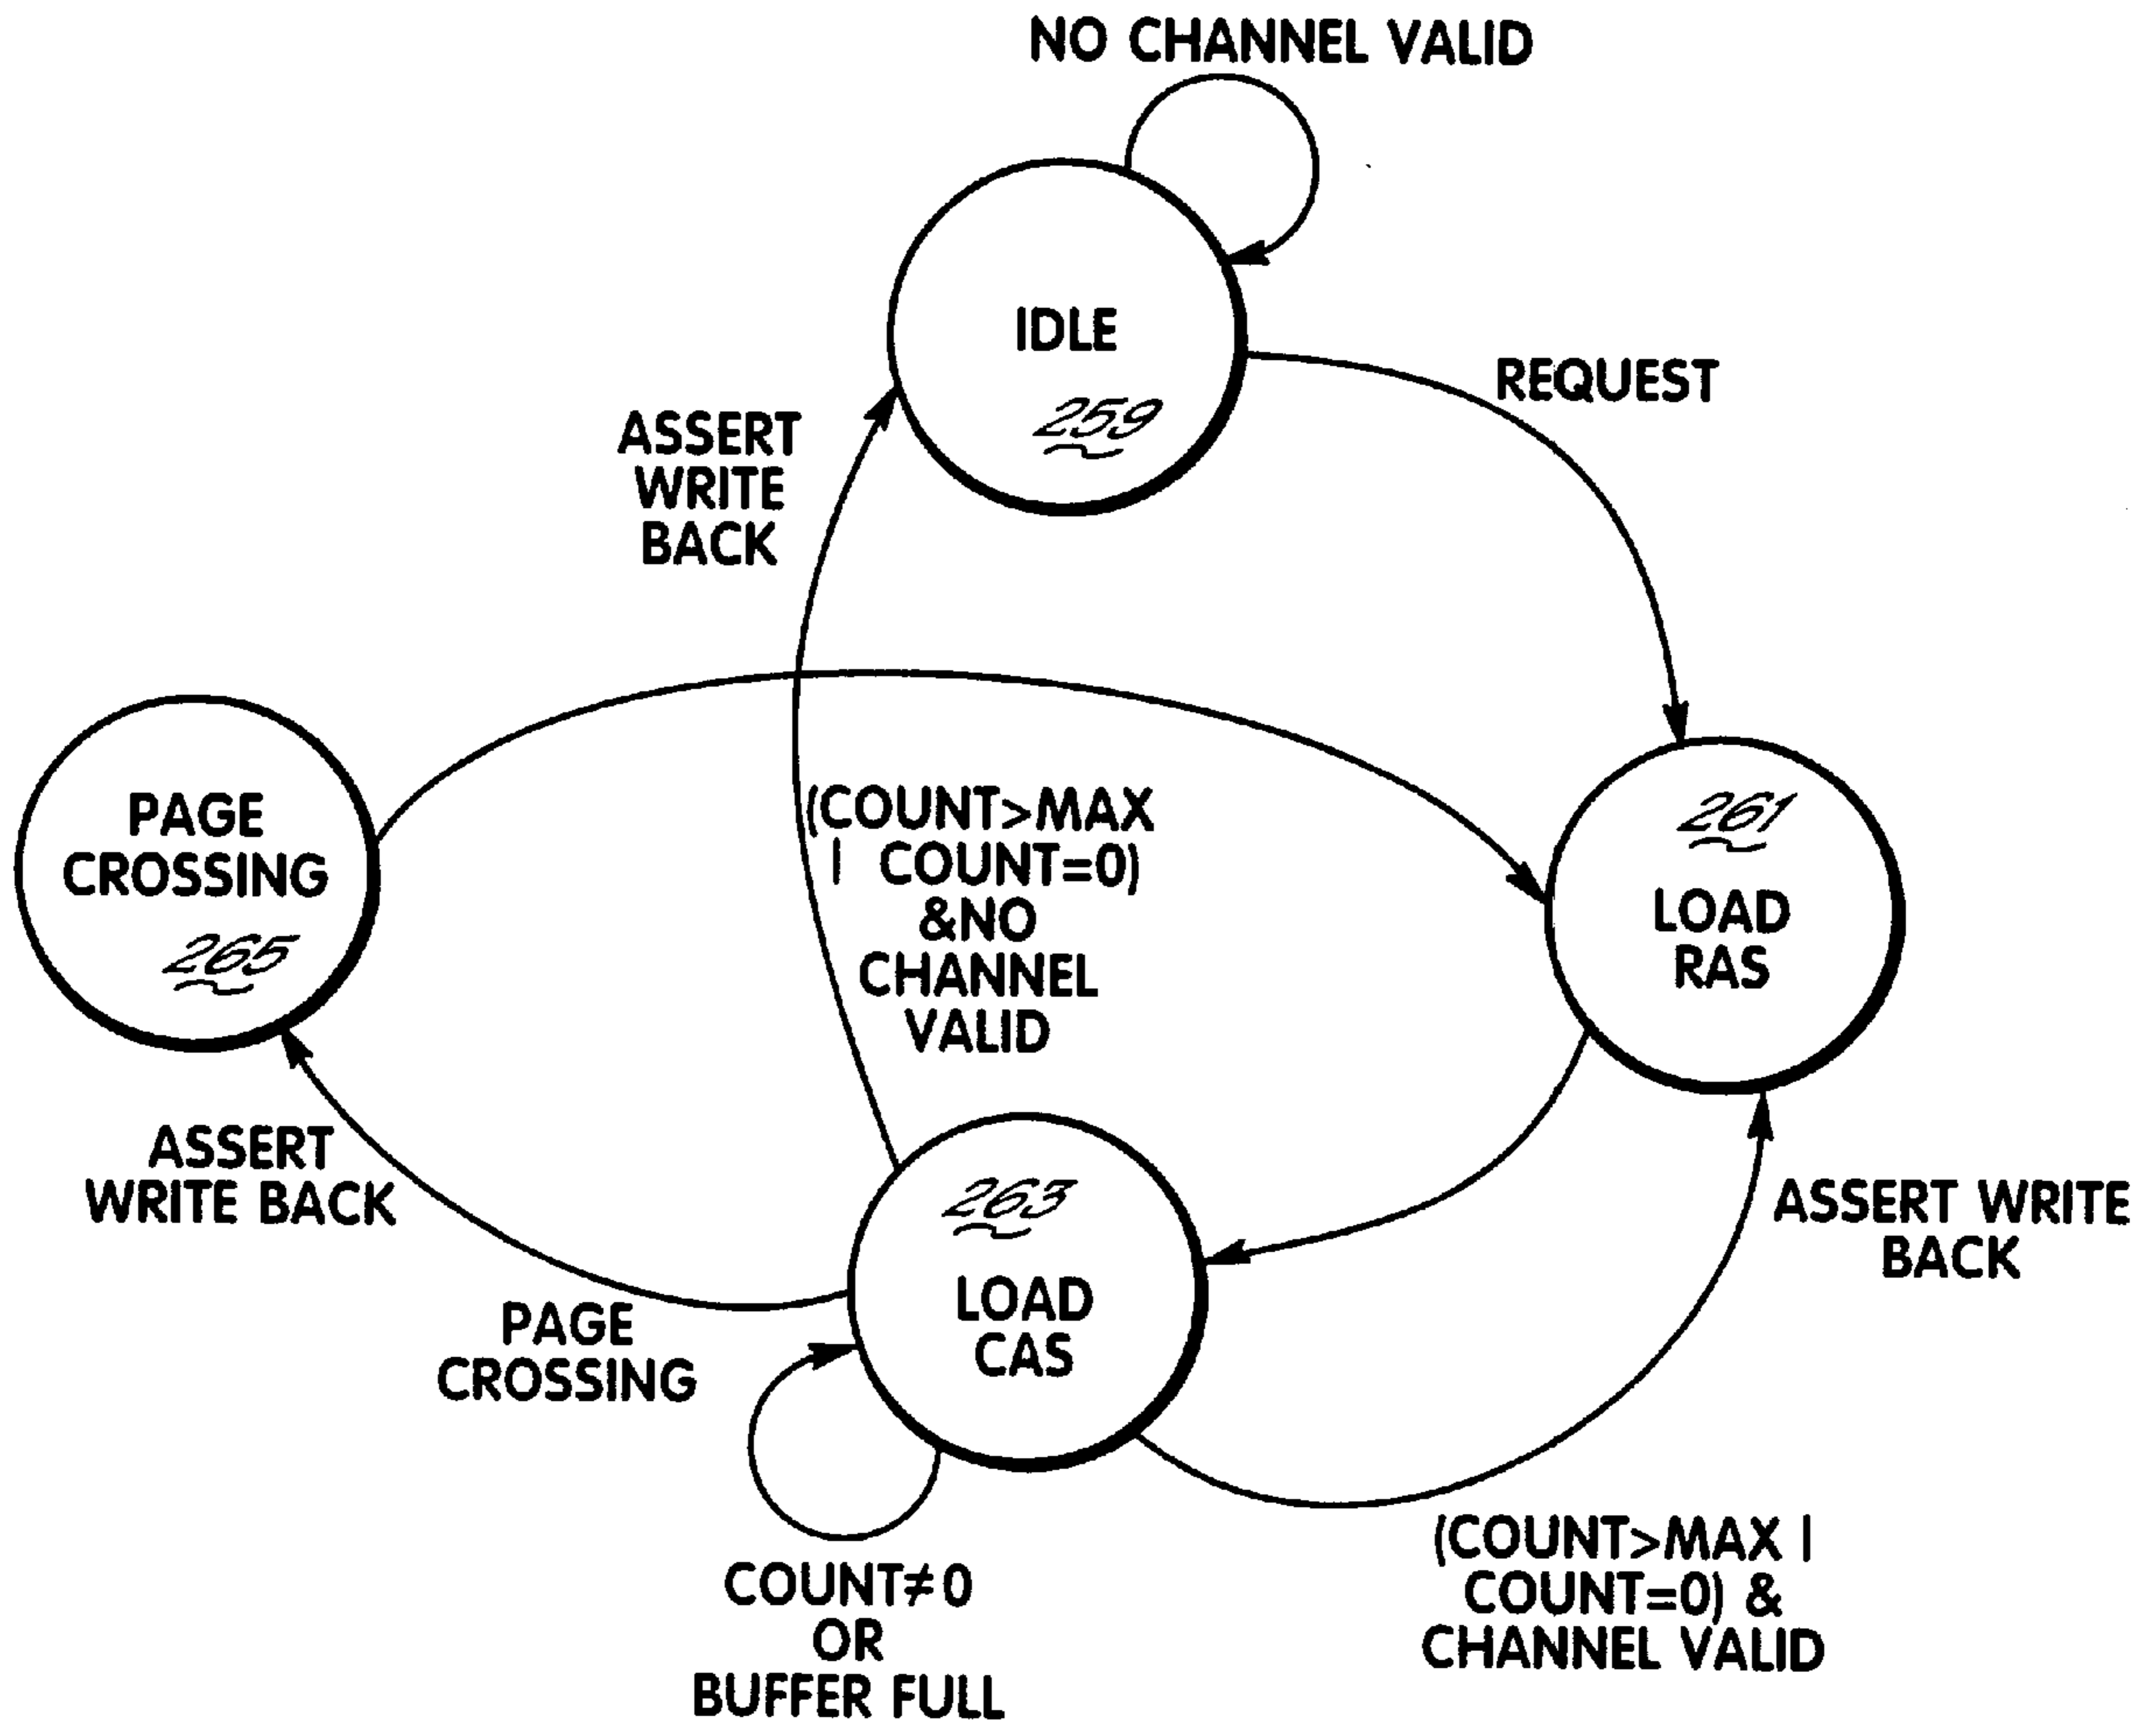 NO CHANNEL VALID
IDLE
259
REQUEST
ASSERT
WRITE
BACK
PAGE
CROSSING
265
(COUNT>MAX
| COUNT=0)
&NO
CHANNEL
VALID
261
LOAD
RAS
ASSERT
WRITE BACK
PAGE
CROSSING
263
LOAD
CAS
ASSERT WRITE
BACK
COUNT≠0
OR
BUFFER FULL
(COUNT>MAX |
COUNT=0) &
CHANNEL VALID